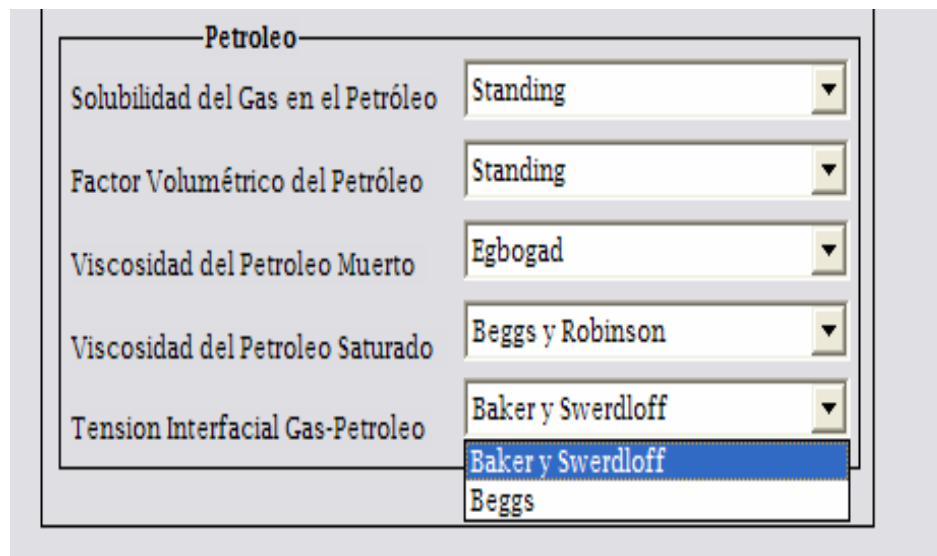 Petroleo
Solubilidad del Gas en el Petróleo Standing
Factor Volumétrico del Petróleo Standing
Viscosidad del Petroleo Muerto Egbogad
Viscosidad del Petroleo Saturado Beggs y Robinson
Tension Interfacial Gas-Petroleo Baker y Swerdloff
Baker y Swerdloff
Beggs